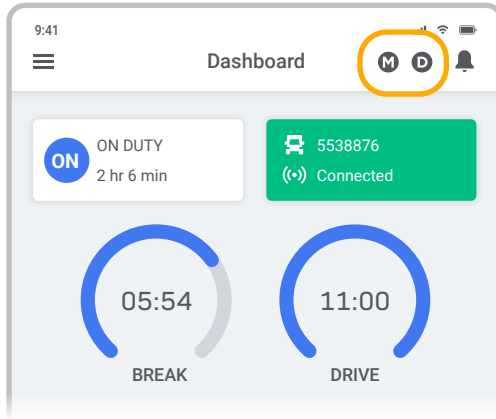 9:41
Dashboard M D
ON ON DUTY
2 hr 6 min
5538876
Connected
05:54
BREAK
11:00
DRIVE